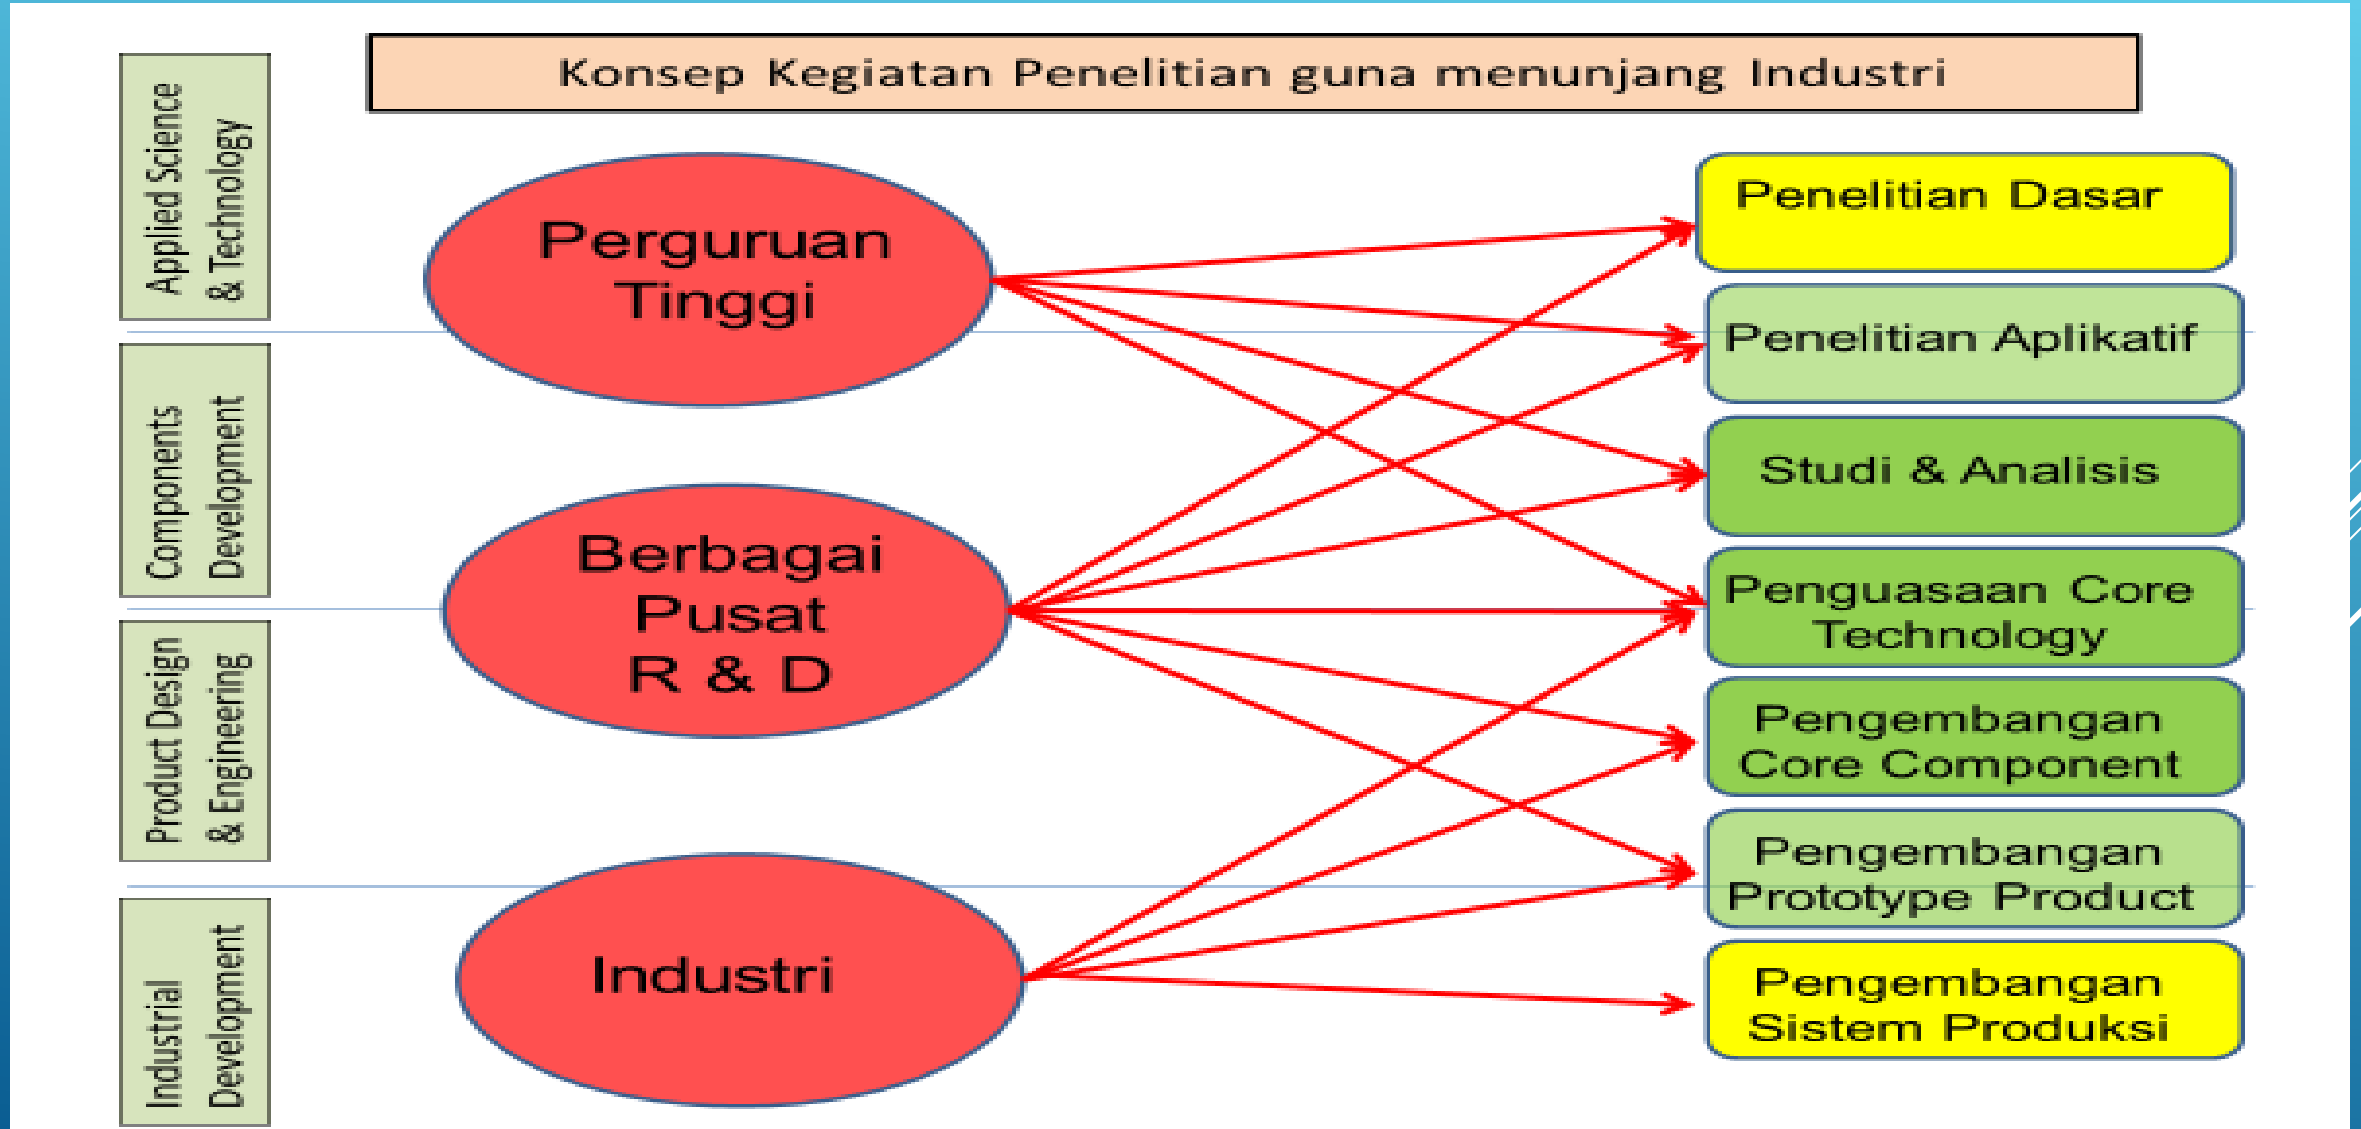 Konsep Kegiatan Penelitian guna menunjang Industri
Applied Science
& Technology
Components
Development
Product Design
& Engineering
Industrial
Development
Perguruan
Tinggi
Berbagai
Pusat
R & D
Industri
Penelitian Dasar
Penelitian Aplikatif
Studi & Analisis
Penguasaan Core
Technology
Pengembangan
Core Component
Pengembangan
Prototype Product
Pengembangan
Sistem Produksi